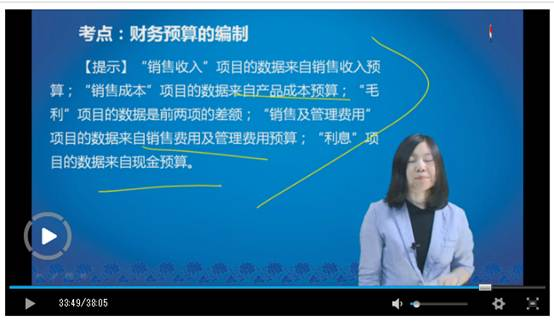 考点：财务预算的编制
【提示】“销售收入”项目的数据来自销售收入预
算；“销售成本”项目的数据来自产品成本预算；“毛
利”项目的数据是前两项的差额；“销售及管理费用”
项目的数据来自销售费用及管理费用预算；“利息”项
目的数据来自现金预算。
33:49/38:05